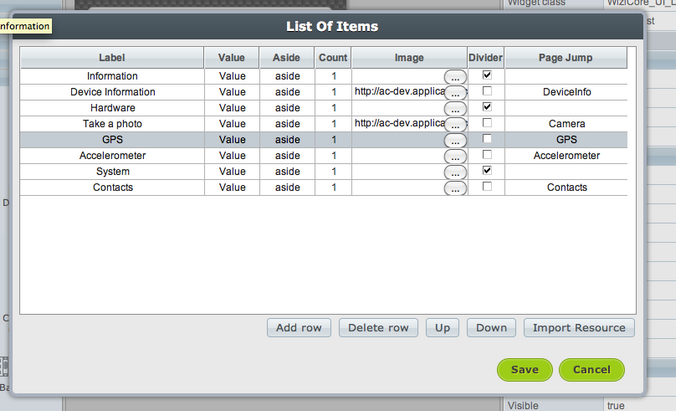 Widget class WiziCore_UI_L
nformation
List Of Items
st
Label Value Aside Count Image Divider Page Jump
Information Value aside 1 ...
Device Information Value aside 1 http://ac-dev.applica ... DeviceInfo
Hardware Value aside 1 ...
Take a photo Value aside 1 http://ac-dev.applica ... Camera
GPS Value aside 1 ... GPS
Accelerometer Value aside 1 ... Accelerometer
System Value aside 1 ...
Contacts Value aside 1 ... Contacts
D
C
Add row Delete row Up Down Import Resource
Save Cancel
Ba
Visible true